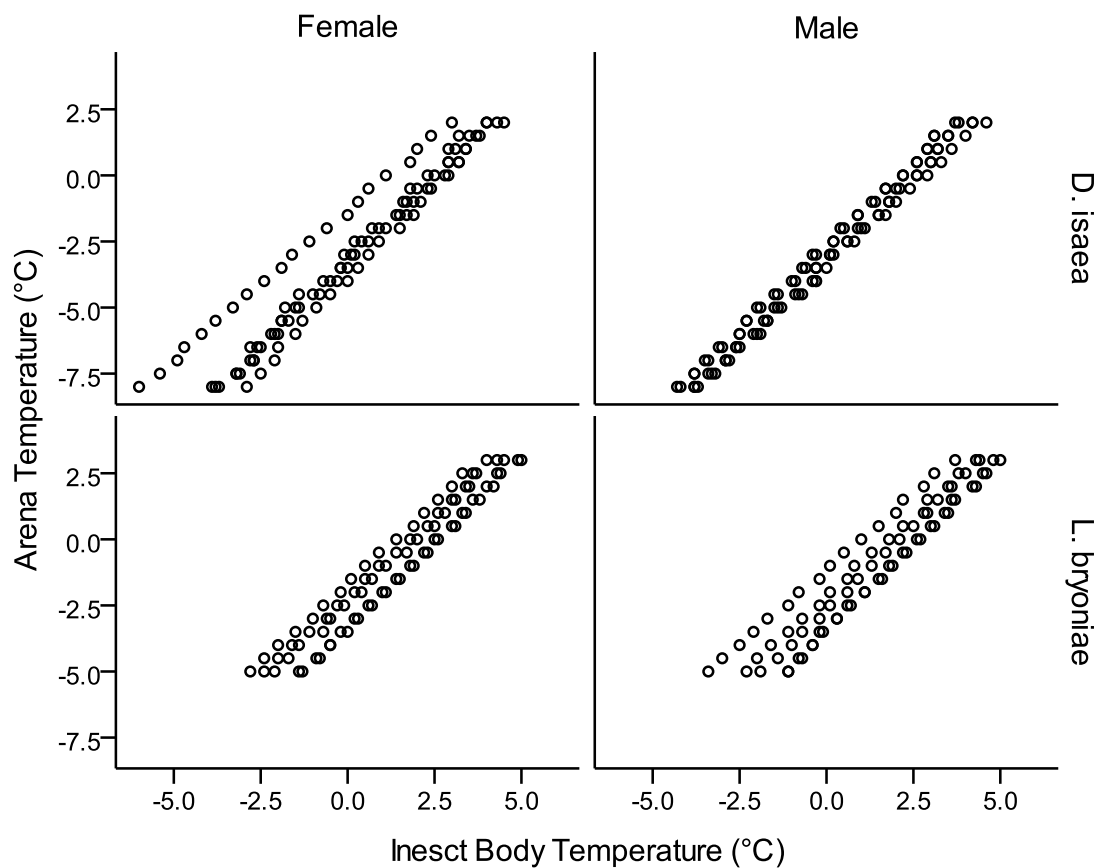 Female
Male
2.5
0.0
-2.5
-5.0
-7.5
D. isaea
Arena Temperature (°C)
2.5
0.0
-2.5
-5.0
-7.5
L. bryoniae
-5.0 -2.5 0.0 2.5 5.0
-5.0 -2.5 0.0 2.5 5.0
Inesct Body Temperature (°C)